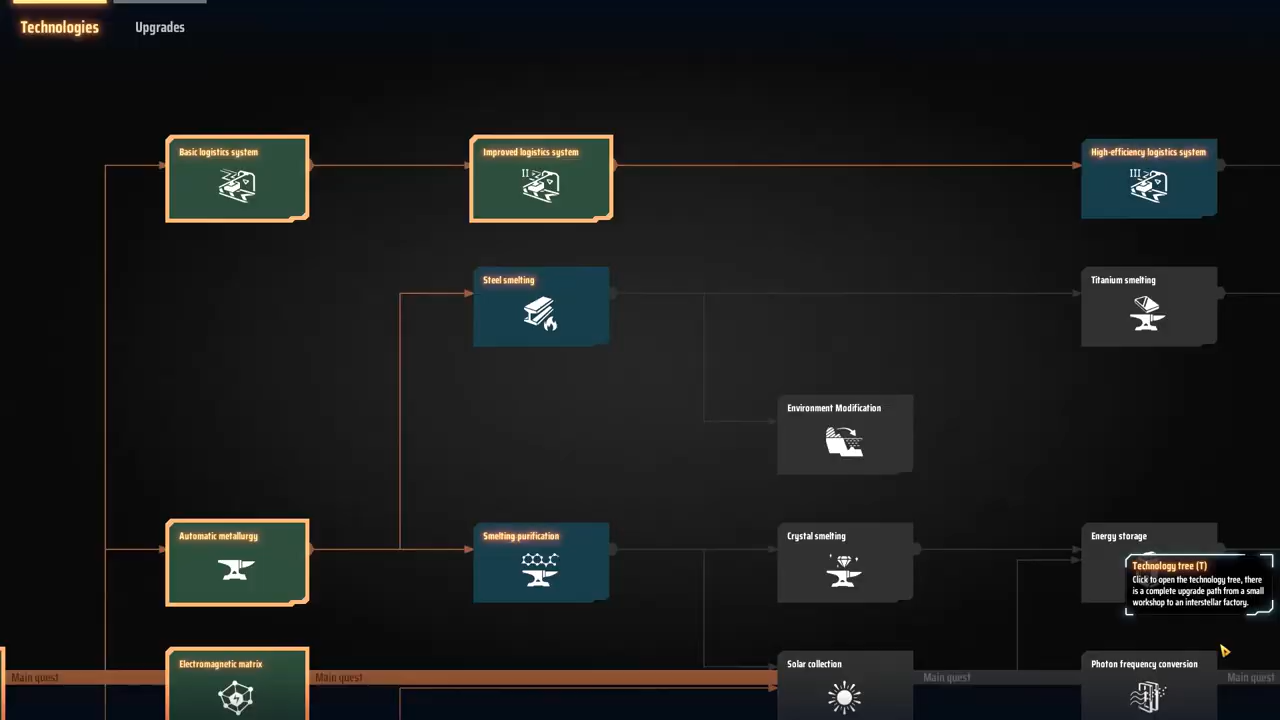 Technologies
Upgrades
Basic logistics system
Improved logistics system
High-efficiency logistics system
II
III
Steel smelting
Titanium smelting
Environment Modification
Automatic metallurgy
Smelting purification
Crystal smelting
Energy storage
Technology tree (T)
Click to open the technology tree, there
is a complete upgrade path from a small
workshop to an interstellar factory.
Electromagnetic matrix
Solar collection
Photon frequency conversion
Main quest
Main quest
Main quest
Main quest